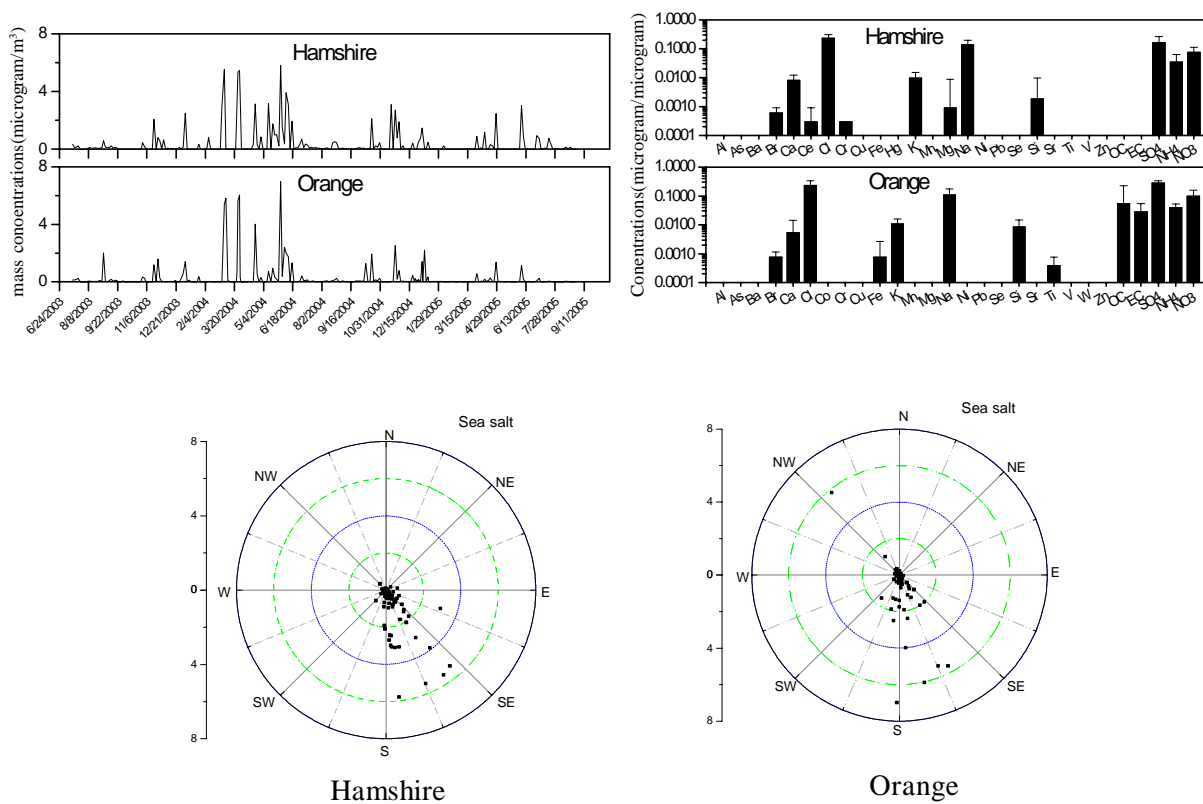 mass conoentrations(microgram/m³)
8
4
0
Hamshire
8
4
0
Orange
6/24/2003 8/8/2003 9/22/2003 11/6/2003 12/21/2003 2/4/2004 3/20/2004 5/4/2004 6/18/2004 8/2/2004 9/16/2004 10/31/2004 12/15/2004 1/29/2005 3/15/2005 4/29/2005 6/13/2005 7/28/2005 9/11/2005
Conentrations(microgram/microgram)
1.0000
0.1000
0.0100
0.0010
0.0001
Hamshire
Al As Ba Br Ca Ce Cl Cr Cu Fe Hg K Mn Mg Na Ni Pb Se Si Sr Ti V Zn OC EC SO4 NH4 NO3
0.1000
0.0100
0.0010
0.0001
Orange
Al As Ba Br Ca Cl Co Cr Cu Fe K Mn Mg Na Ni Pb Se Si Sr Ti V W Zn OC EC SO4 NH4 NO3
Sea salt
8
4
0
4
8
N
NE
E
SE
S
SW
W
NW
Hamshire
Sea salt
8
4
0
4
8
N
NE
E
SE
S
SW
W
NW
Orange